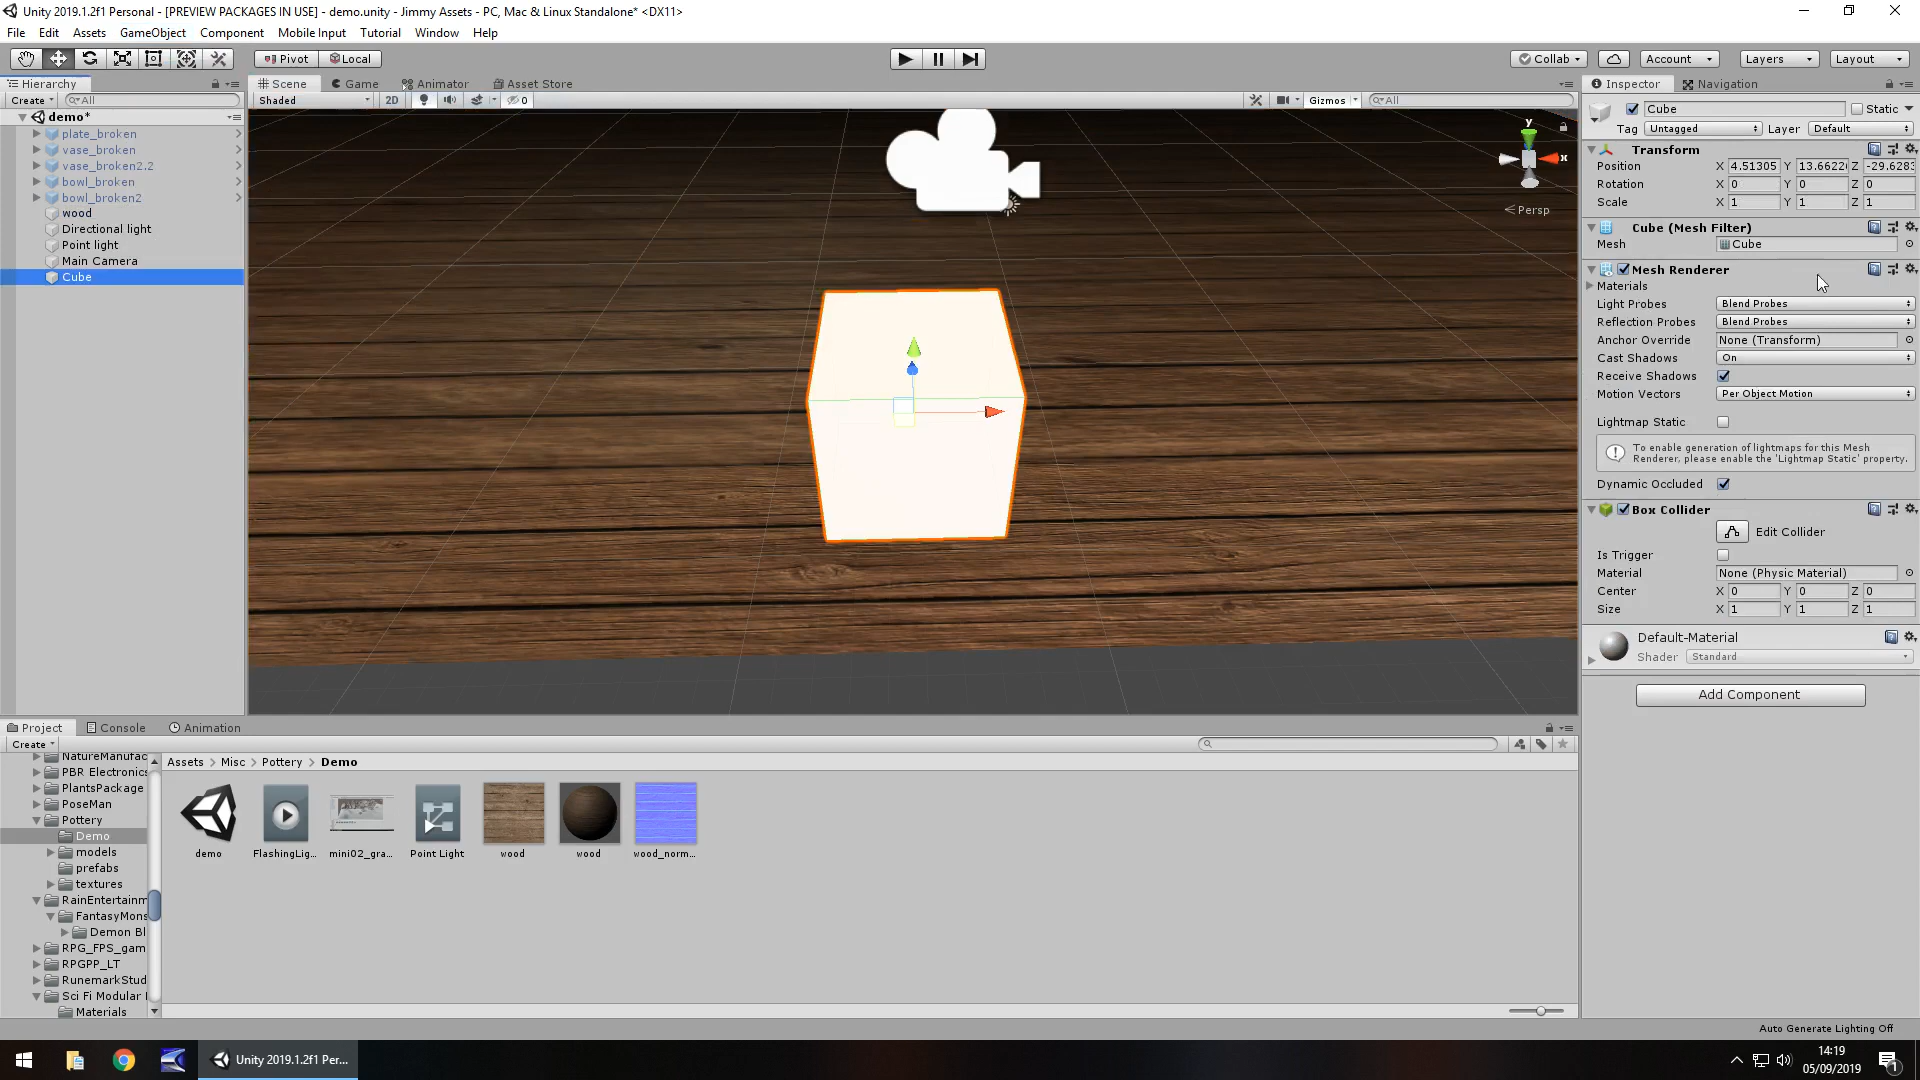 Unity 2019.1.2f1 Personal - [PREVIEW PACKAGES IN USE] - demo.unity - Jimmy Assets - PC, Mac & Linux Standalone* <DX11>
File Edit Assets GameObject Component Mobile Input Tutorial Window Help
Pivot Local Collab Account Layers Layout
Hierarchy Scene Game Animator Asset Store Inspector Navigation
Create All Shaded 2D 0 Gizmos All
Cube Static
demo*
Tag Untagged Layer Default
plate_broken
vase_broken
vase_broken2.2
bowl_broken
bowl_broken2
wood
Directional light
Point light
Main Camera
Cube
y
x
Persp
Transform
Position X 4.51305 Y 13.6622 Z -29.6283
Rotation X 0 Y 0 Z 0
Scale X 1 Y 1 Z 1
Cube (Mesh Filter)
Mesh Cube
Mesh Renderer
Materials
Light Probes Blend Probes
Reflection Probes Blend Probes
Anchor Override None (Transform)
Cast Shadows On
Receive Shadows
Motion Vectors Per Object Motion
Lightmap Static
To enable generation of lightmaps for this Mesh
Renderer, please enable the 'Lightmap Static' property.
Dynamic Occluded
Box Collider
Edit Collider
Is Trigger
Material None (Physic Material)
Center X 0 Y 0 Z 0
Size X 1 Y 1 Z 1
Default-Material
Shader Standard
Add Component
Project Console Animation
Create
NatureManufac
PBR Electronics
PlantsPackage
PoseMan
Pottery
Demo
models
prefabs
textures
RainEntertainm
FantasyMons
Demon Bl
RPG_FPS_gam
RPGPP_LT
RunemarkStud
Sci Fi Modular
Materials
Assets > Misc > Pottery > Demo
demo FlashingLig... mini02_gra... Point Light wood wood wood_norm...
Auto Generate Lighting Off
Unity 2019.1.2f1 Per...
14:19
05/09/2019
1